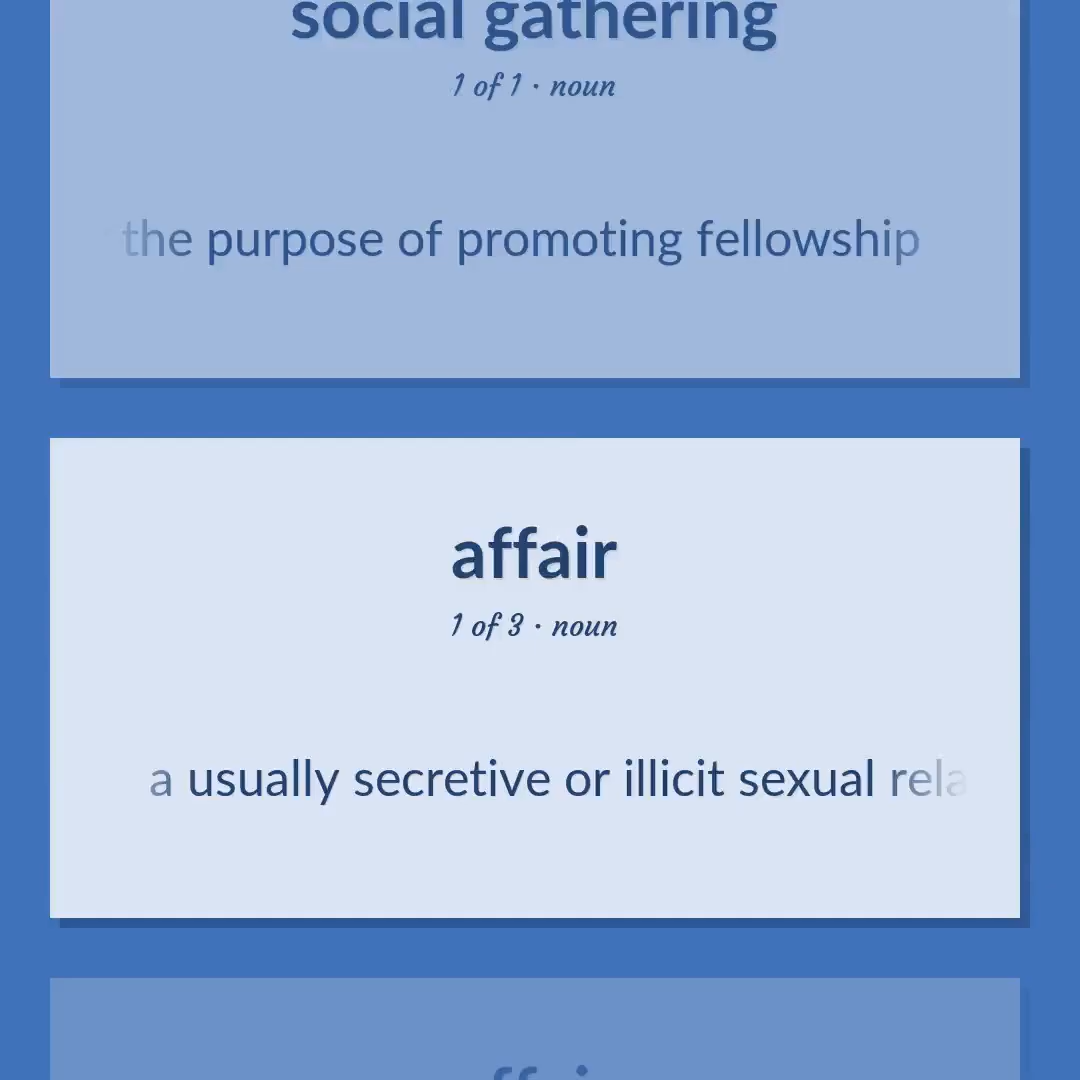 social gathering
1 of 1 · noun
the purpose of promoting fellowship
affair
1 of 3 · noun
a usually secretive or illicit sexual rela